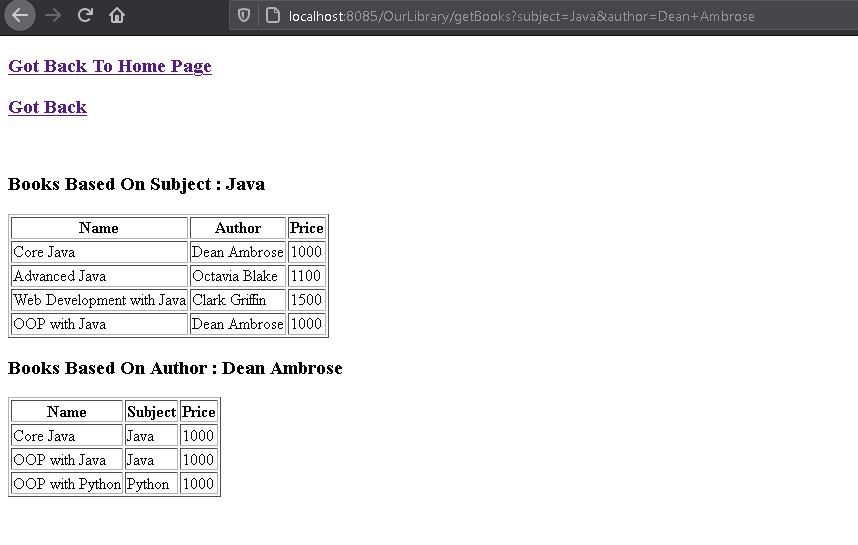 localhost:8085/OurLibrary/getBooks?subject=Java&author=Dean+Ambrose
Got Back To Home Page
Got Back
Books Based On Subject : Java
Name Author Price
Core Java Dean Ambrose 1000
Advanced Java Octavia Blake 1100
Web Development with Java Clark Griffin 1500
OOP with Java Dean Ambrose 1000
Books Based On Author : Dean Ambrose
Name Subject Price
Core Java Java 1000
OOP with Java Java 1000
OOP with Python Python 1000